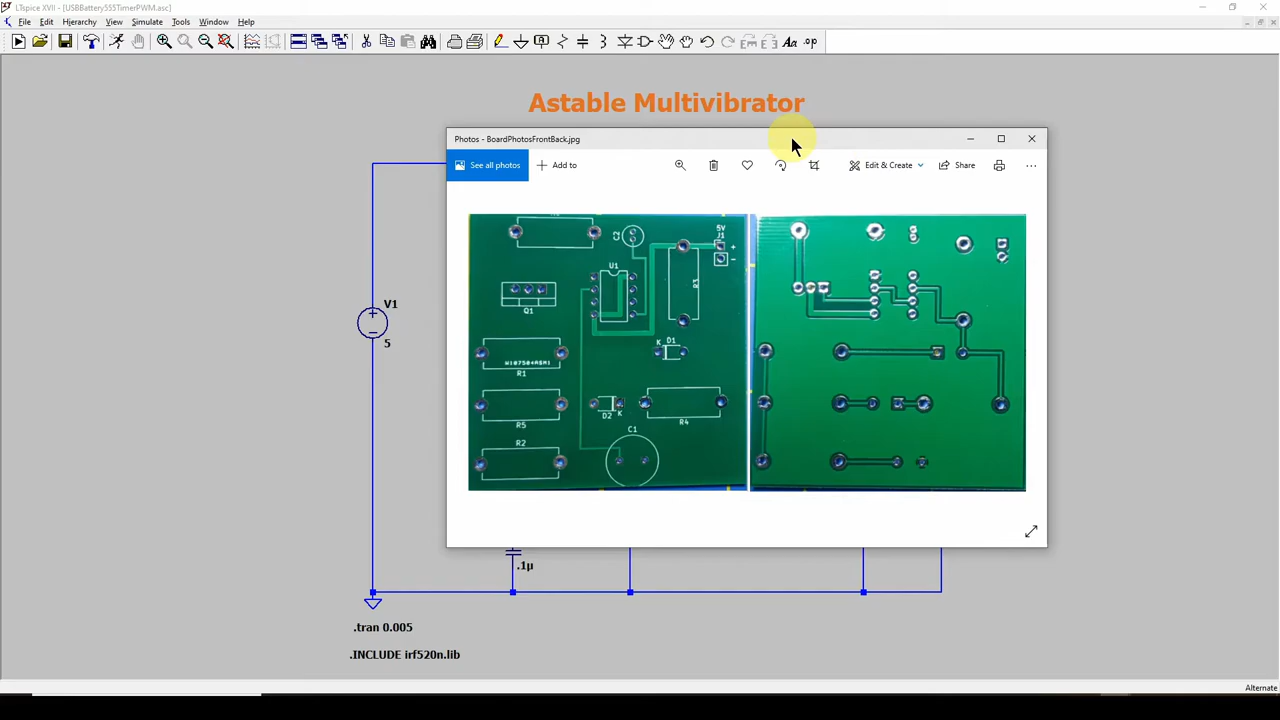 LTspice XVII - [USBBattery555TimerPWM.asc]
File Edit Hierarchy View Simulate Tools Window Help
.op
Astable Multivibrator
Photos - BoardPhotosFrontBack.jpg
See all photos
Add to
Edit & Create
Share
C2
5V
J1
+
-
U1
R3
Q1
D1
K
R1
D2
K
R5
R4
R2
C1
V1
5
.1µ
.tran 0.005
.INCLUDE irf520n.lib
Alternate